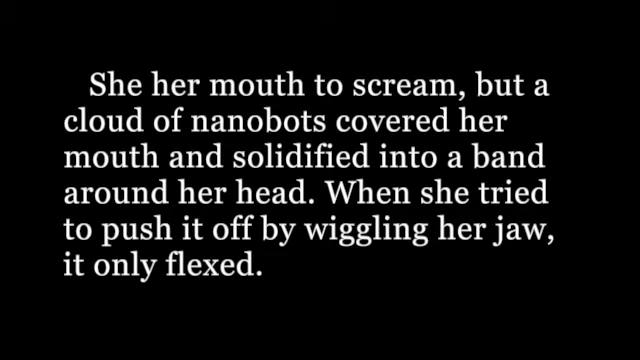 She her mouth to scream, but a
cloud of nanobots covered her
mouth and solidified into a band
around her head. When she tried
to push it off by wiggling her jaw,
it only flexed.